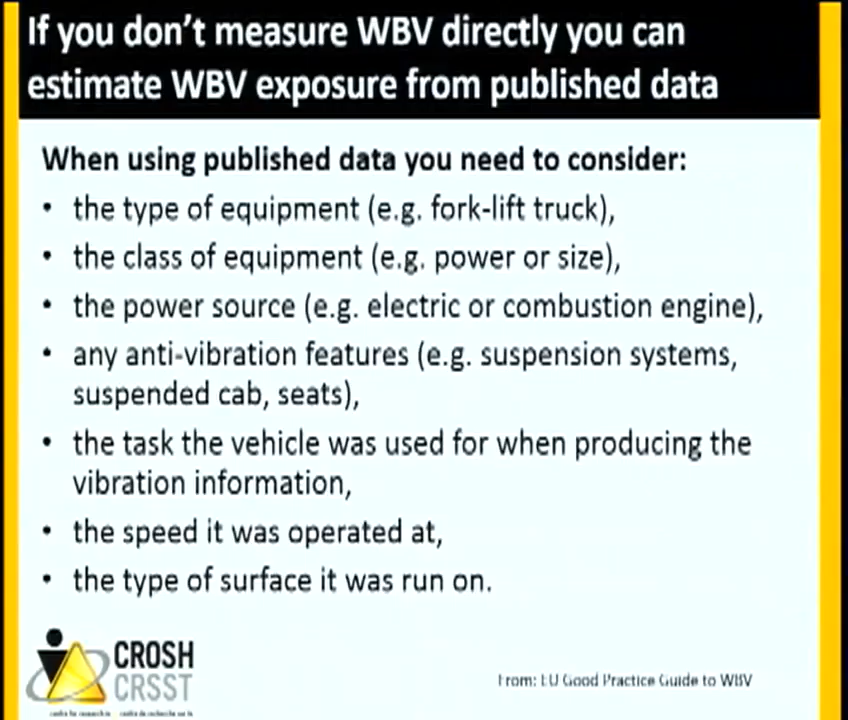 If you don't measure WBV directly you can
estimate WBV exposure from published data
When using published data you need to consider:
• the type of equipment (e.g. fork-lift truck),
• the class of equipment (e.g. power or size),
• the power source (e.g. electric or combustion engine),
• any anti-vibration features (e.g. suspension systems,
suspended cab, seats),
• the task the vehicle was used for when producing the
vibration information,
• the speed it was operated at,
• the type of surface it was run on.
CROSH
CRSST
From: EU Good Practice Guide to WBV